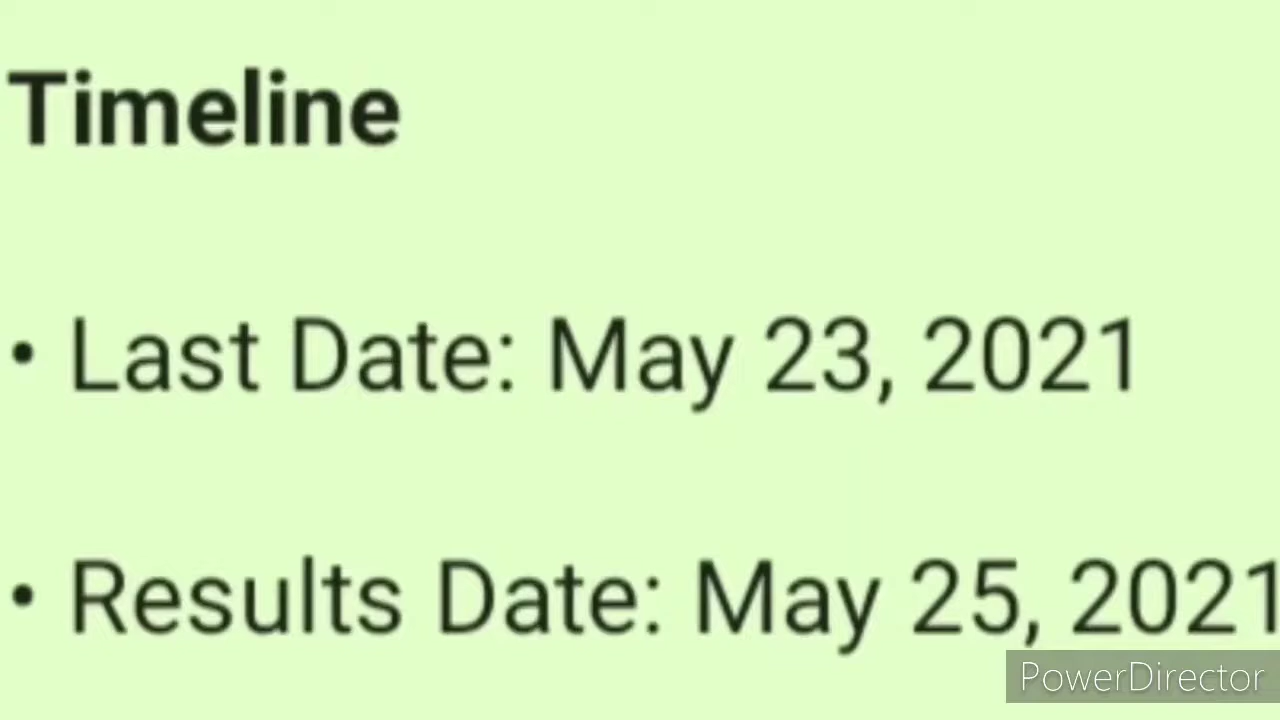 Timeline
• Last Date: May 23, 2021
• Results Date: May 25, 2021
PowerDirector